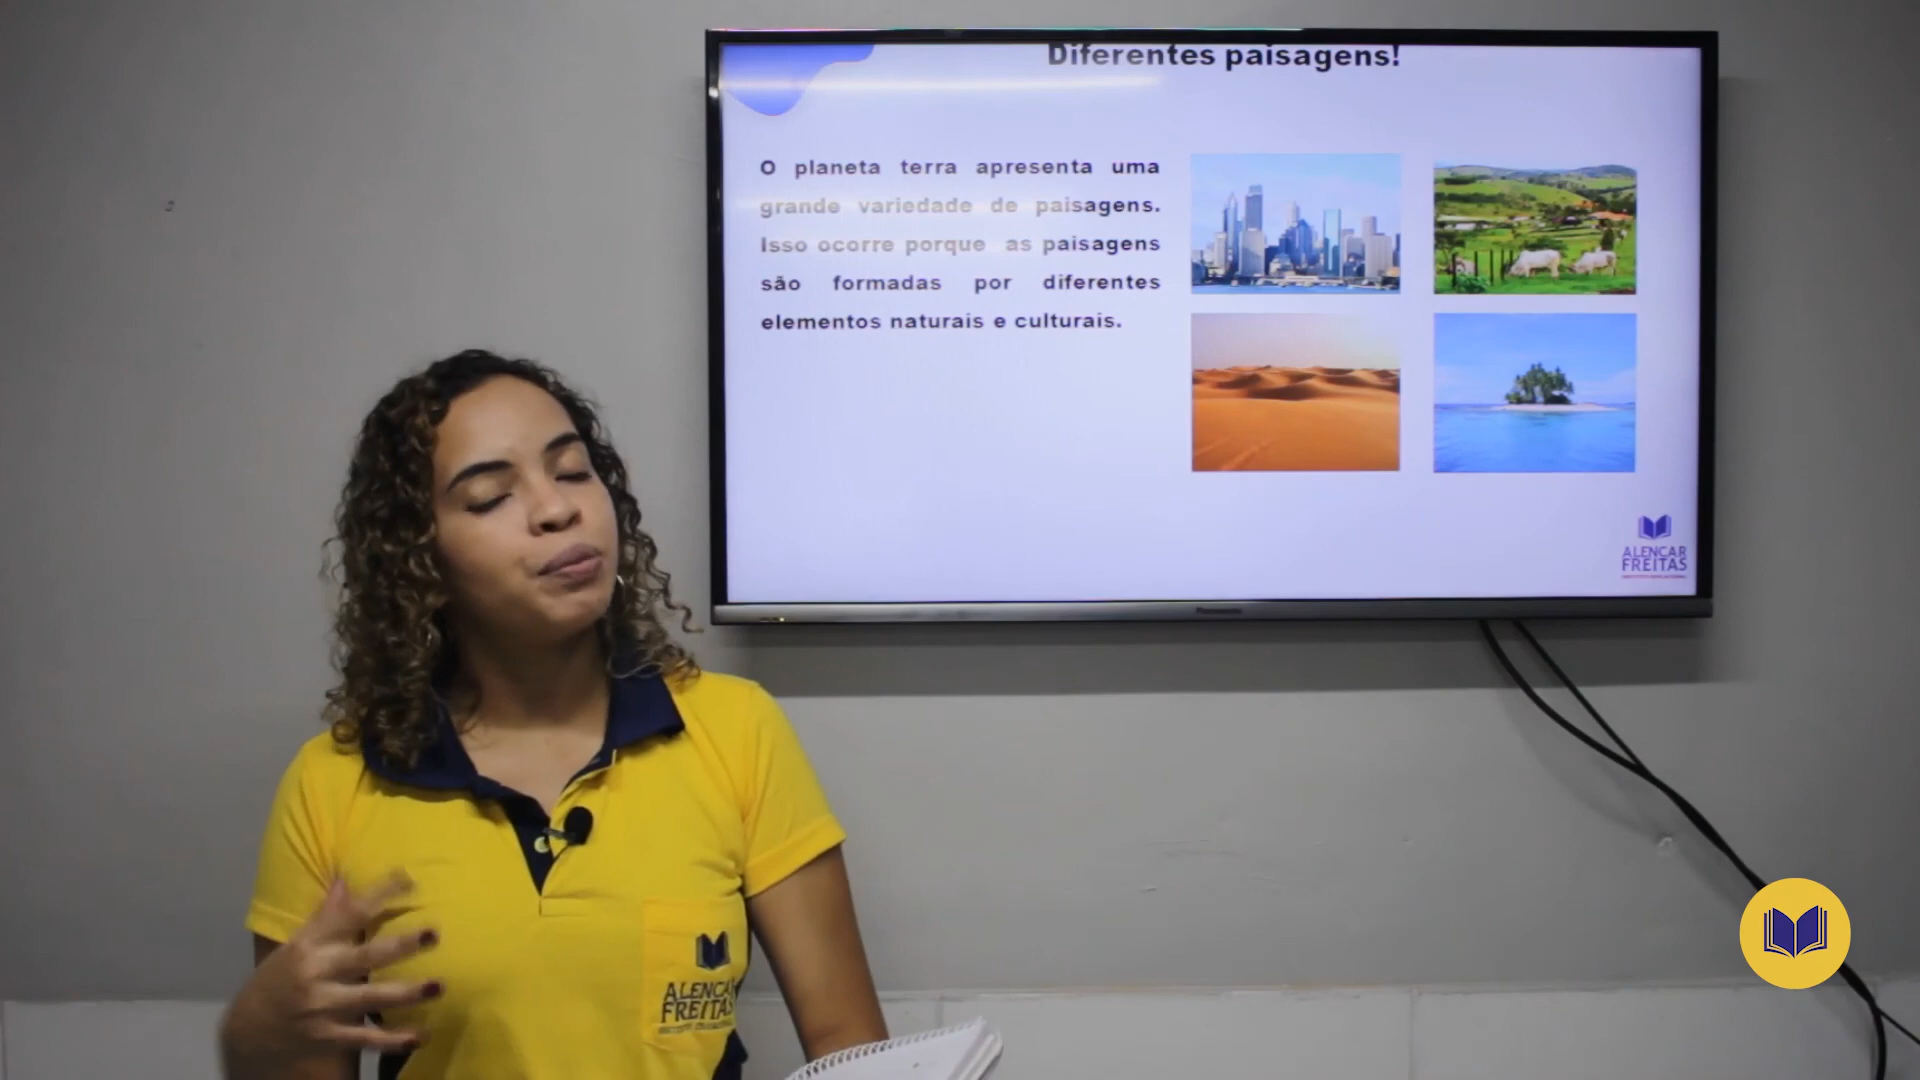 Diferentes paisagens!
O planeta terra apresenta uma
grande variedade de paisagens.
Isso ocorre porque as paisagens
são formadas por diferentes
elementos naturais e culturais.
ALENCAR
FREITAS
Panasonic
ALENCAR
FREITAS